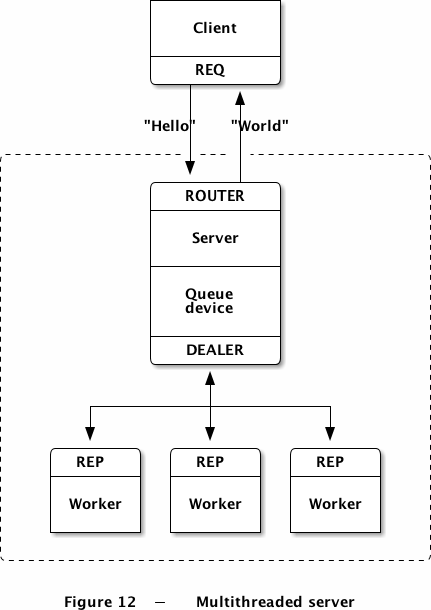 Client
REQ
"Hello" "World"
ROUTER
Server
Queue
device
DEALER
REP REP REP
Worker Worker Worker
Figure 12 — Multithreaded server